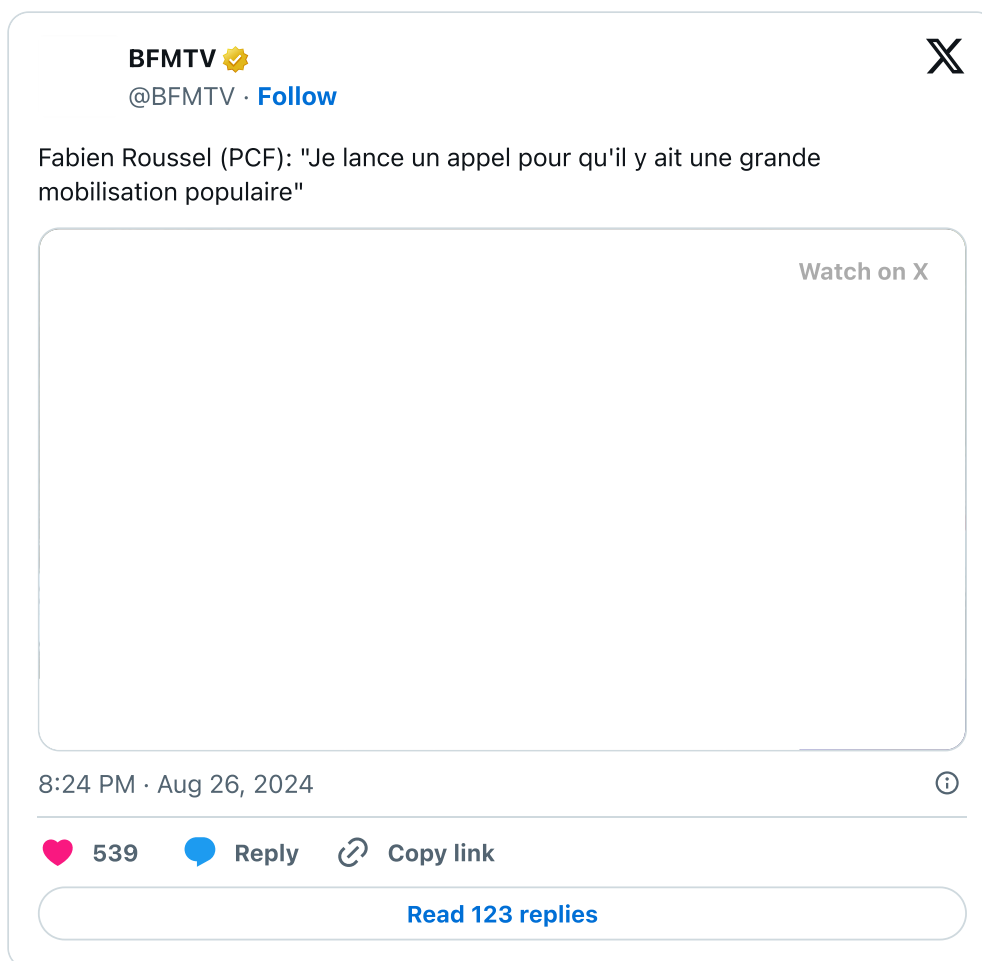 BFMTV
@BFMTV · Follow
Fabien Roussel (PCF): "Je lance un appel pour qu'il y ait une grande
mobilisation populaire"
Watch on X
8:24 PM · Aug 26, 2024
539 Reply Copy link
Read 123 replies